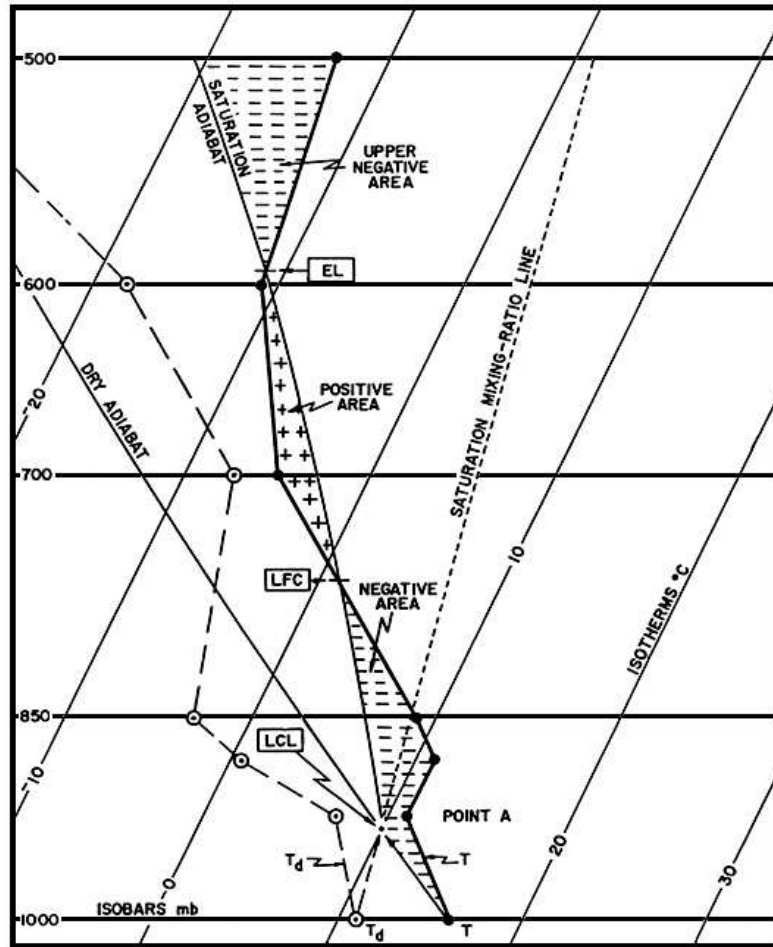 500
SATURATION
ADIABAT
UPPER
NEGATIVE
AREA
EL
600
-20
DRY ADIABAT
POSITIVE
AREA
SATURATION MIXING-RATIO LINE
700
LFC
NEGATIVE
AREA
10
ISOTHERMS °C
850
LCL
-10
POINT A
Td
T
0
20
30
ISOBARS mb
1000
Td
T